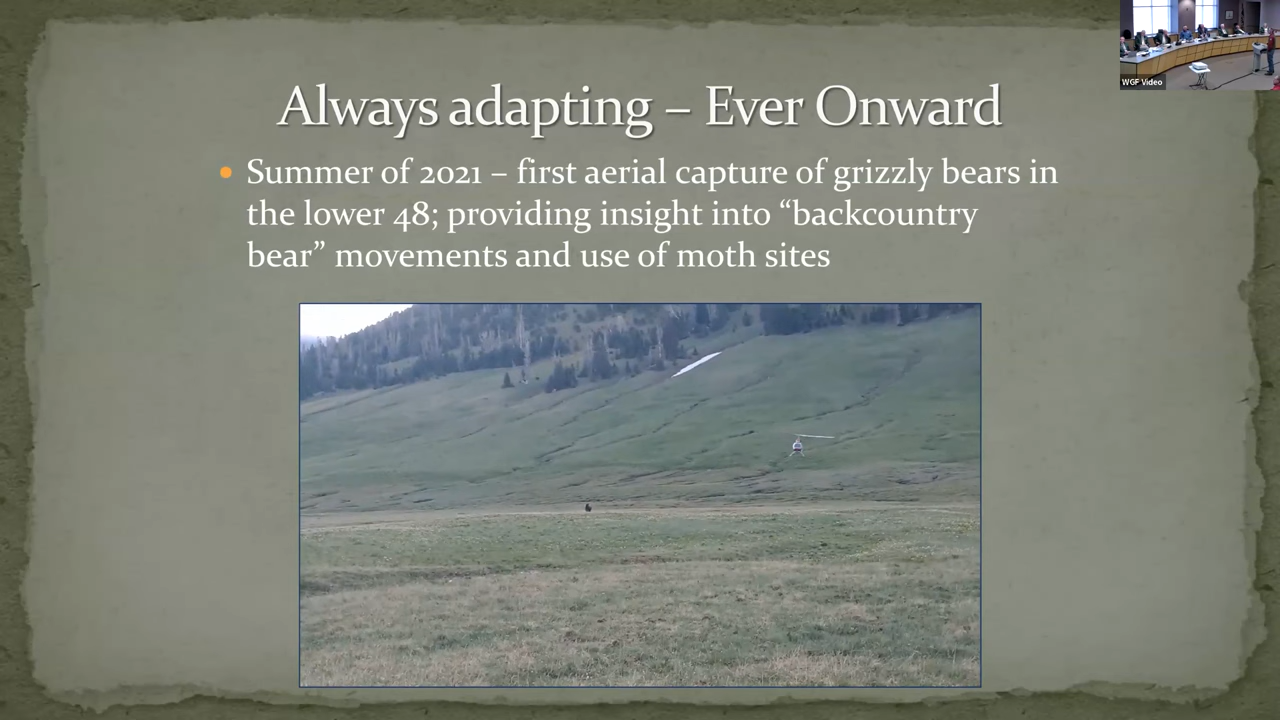 Always adapting – Ever Onward
Summer of 2021 – first aerial capture of grizzly bears in
the lower 48; providing insight into “backcountry
bear” movements and use of moth sites
WGF Video